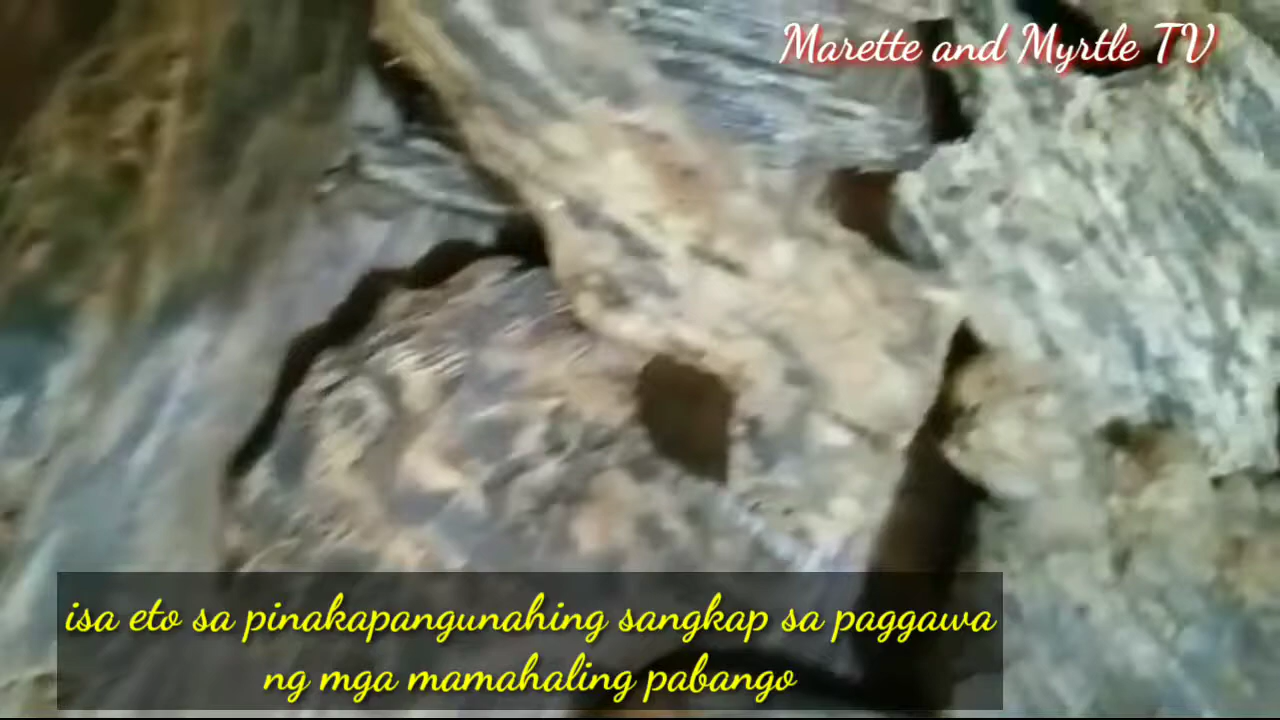 Marette and Myrtle TV
isa eto sa pinakapangunahing sangkap sa paggawa
ng mga mamahaling pabango